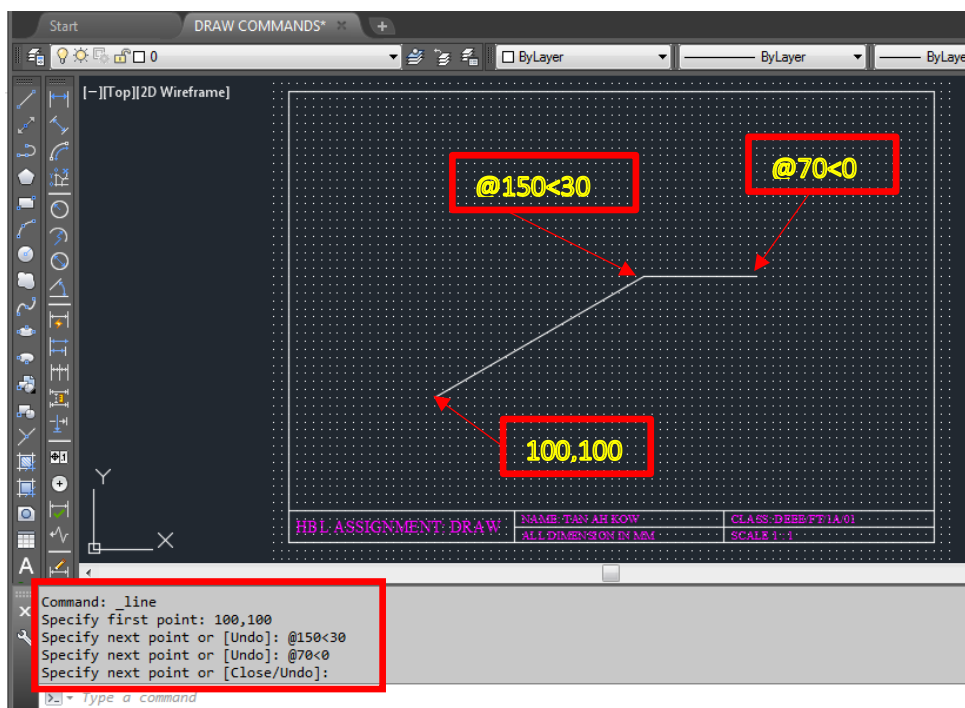 Start
DRAW COMMANDS*
0
ByLayer
ByLayer
ByLaye
[−][Top][2D Wireframe]
@150<30
@70<0
100,100
Y
X
HBL ASSIGNMENT: DRAW
NAME: TAN AH KOW
CLASS: DEEE/FT/1A/01
ALL DIMENSION IN MM
SCALE 1 : 1
A
Command: _line
Specify first point: 100,100
Specify next point or [Undo]: @150<30
Specify next point or [Undo]: @70<0
Specify next point or [Close/Undo]:
Type a command